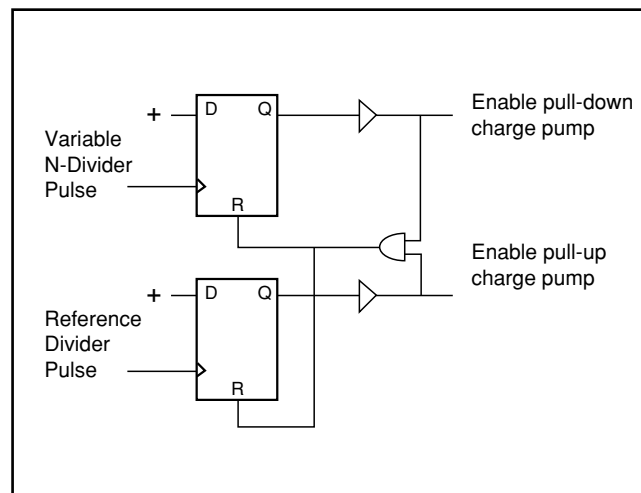 +
D
Q
R
Variable
N-Divider
Pulse
Enable pull-down
charge pump
+
D
Q
R
Reference
Divider
Pulse
Enable pull-up
charge pump